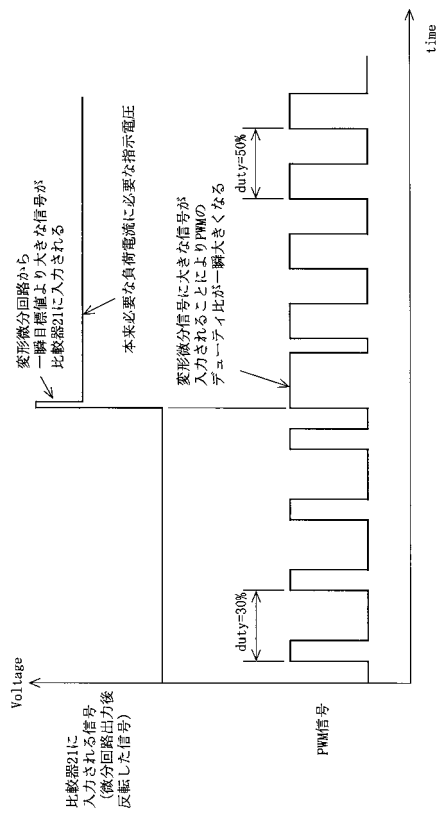 Voltage
比較器21に
入力される信号
(微分回路出力後
反転した信号)
変形微分回路から
一瞬目標値より大きな信号が
比較器21に入力される
本来必要な負荷電流に必要な指示電圧
変形微分信号に大きな信号が
入力されることによりPWMの
デューティ比が一瞬大きくなる
PWM信号
duty=30%
duty=50%
time